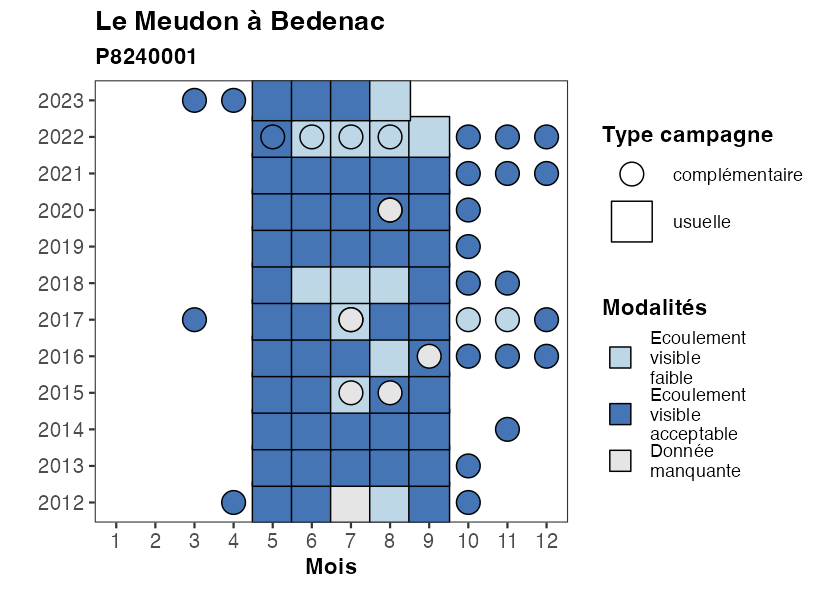 Le Meudon à Bedenac
P8240001
2023
2022
2021
2020
2019
2018
2017
2016
2015
2014
2013
2012
1 2 3 4 5 6 7 8 9 10 11 12
Mois
Type campagne
complémentaire
usuelle
Modalités
Ecoulement
visible
faible
Ecoulement
visible
acceptable
Donnée
manquante